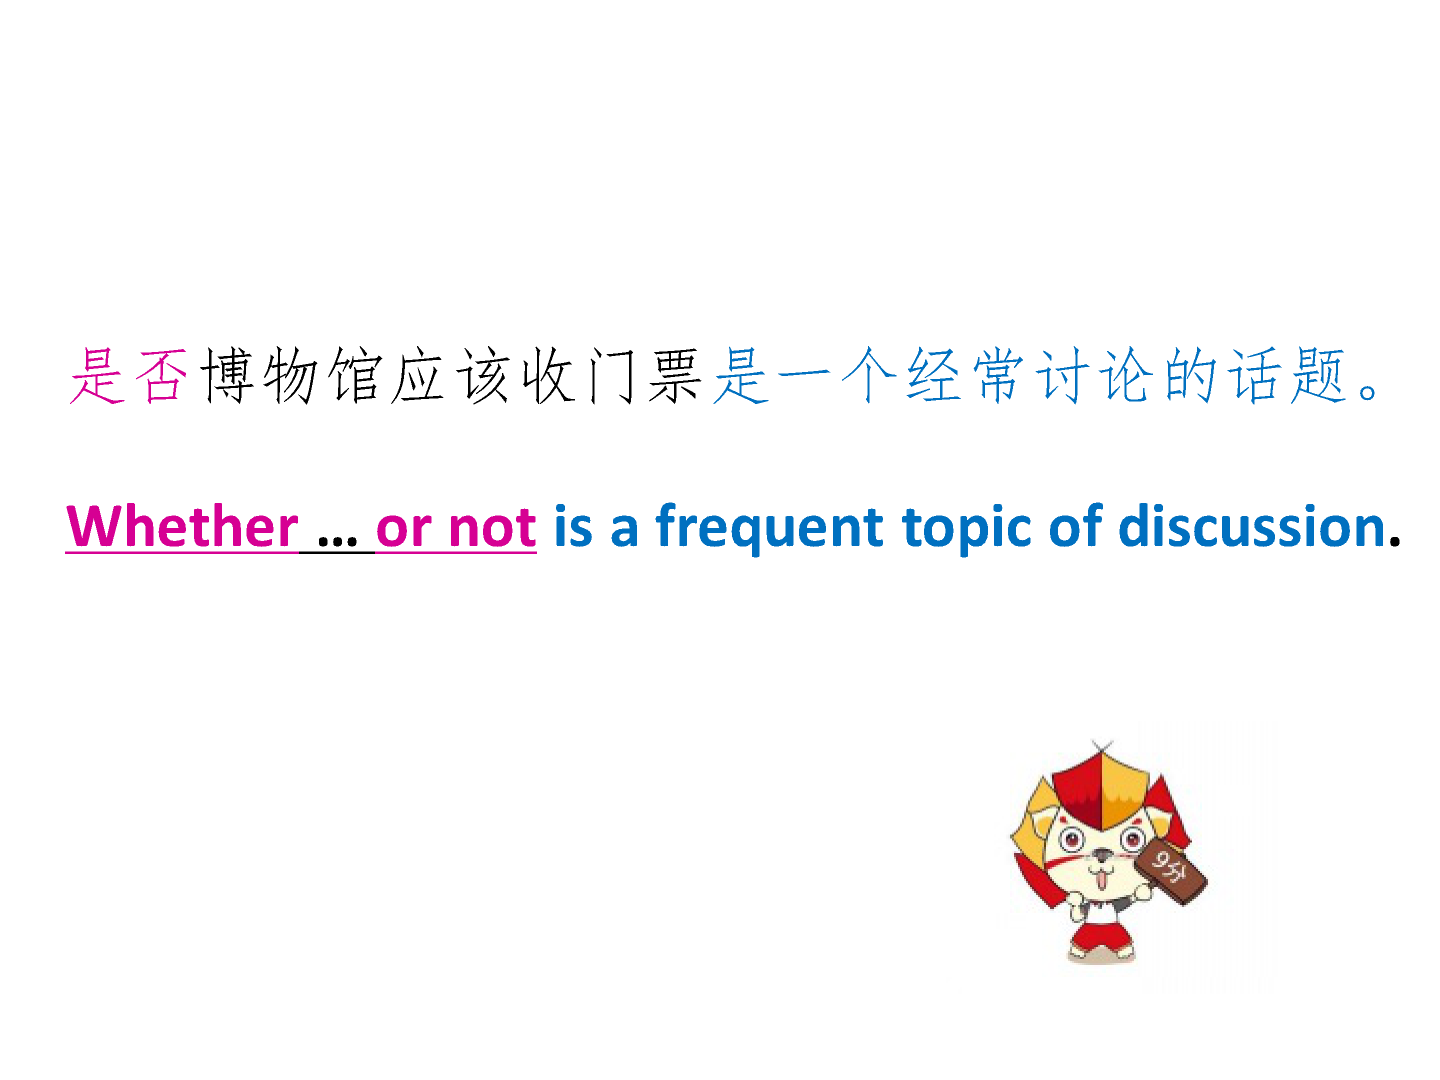 是否博物馆应该收门票是一个经常讨论的话题。
Whether … or not is a frequent topic of discussion.
9分